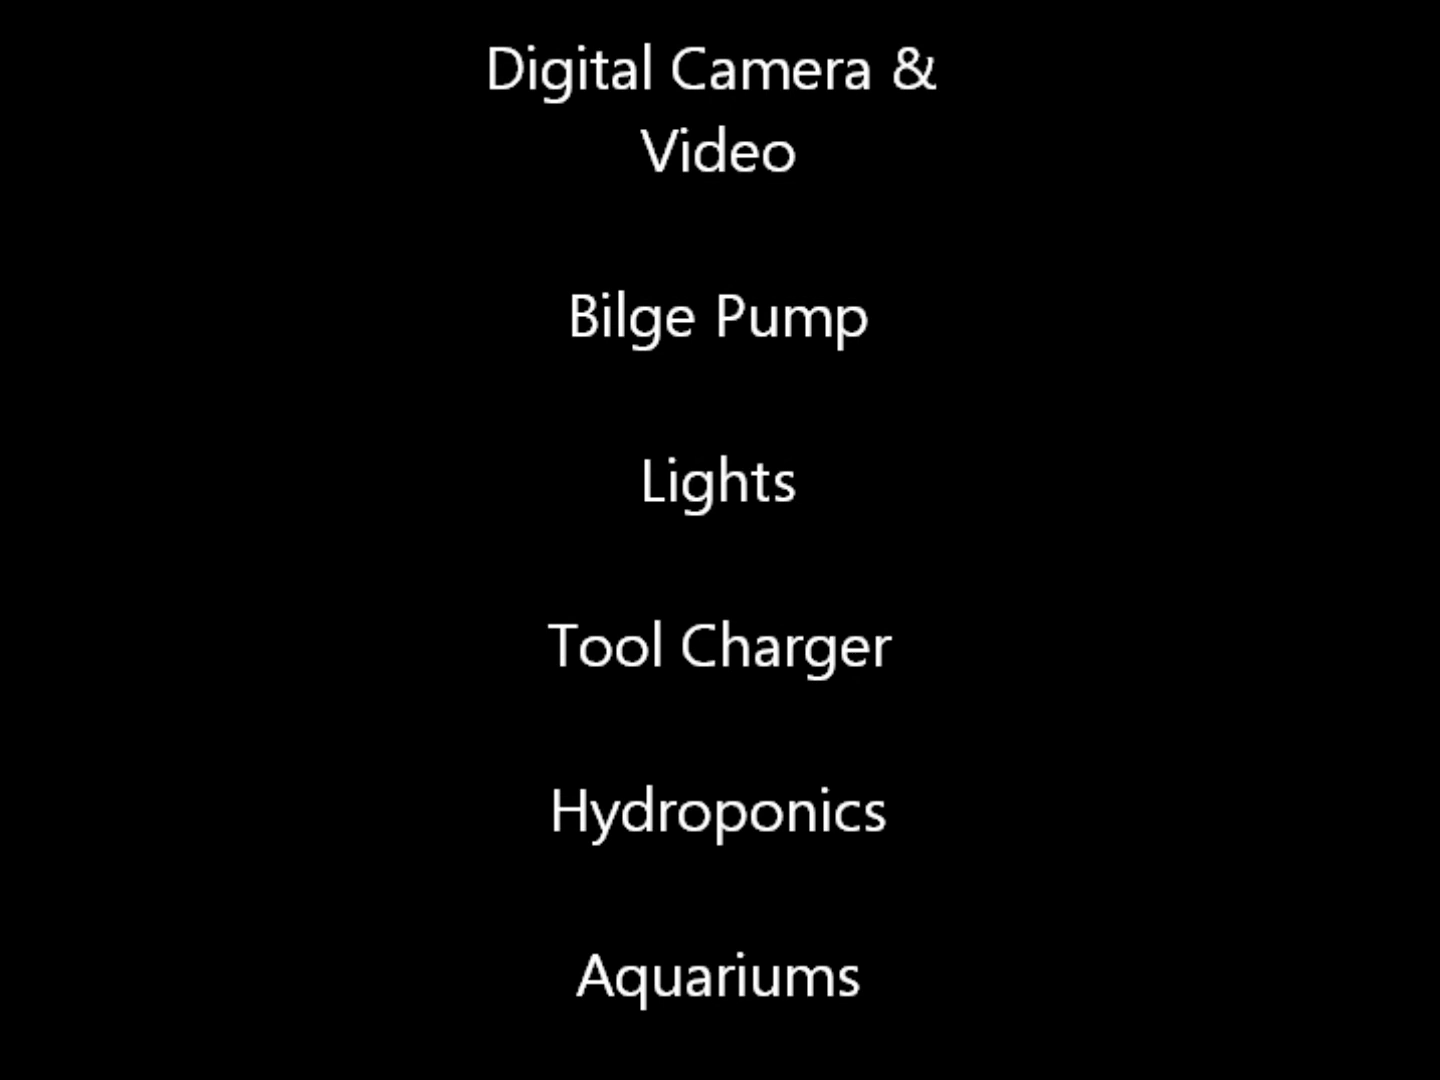 Digital Camera &
Video
Bilge Pump
Lights
Tool Charger
Hydroponics
Aquariums